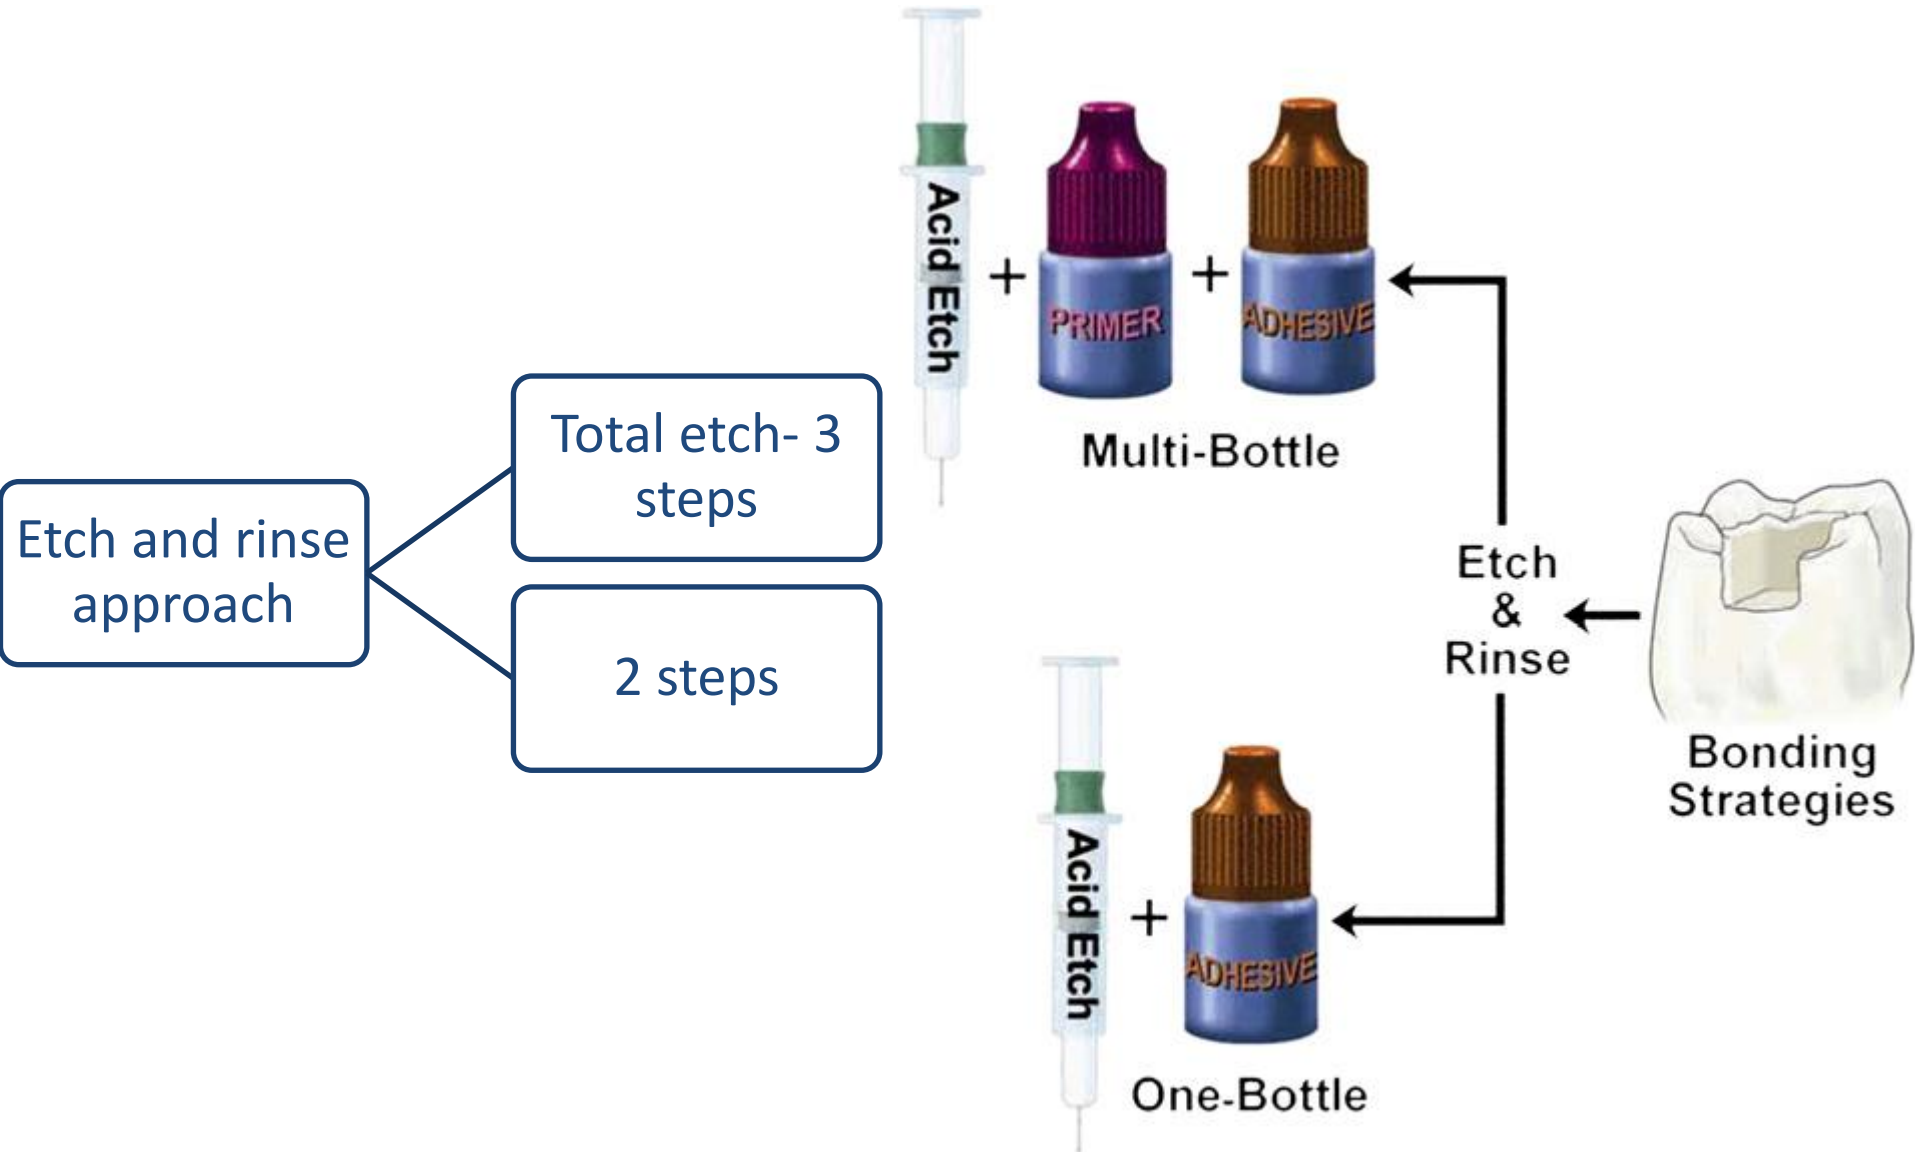 Etch and rinse
approach
Total etch- 3
steps
2 steps
Acid Etch
+
PRIMER
+
ADHESIVE
Multi-Bottle
Etch
&
Rinse
Bonding
Strategies
Acid Etch
+
ADHESIVE
One-Bottle